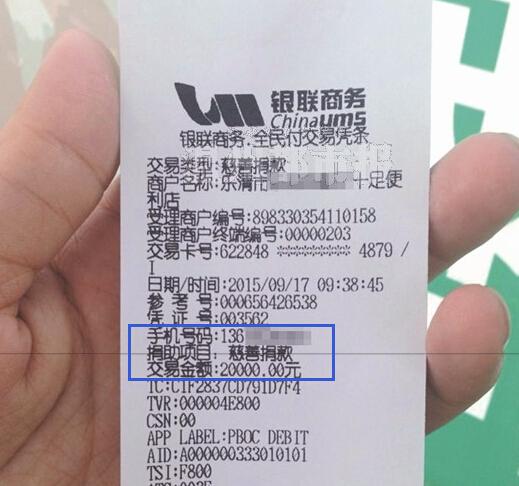 银联商务
Chinaums
银联商务.全民付交易凭条
交易类型:慈善捐款
商户名称:乐清市 十足便
利店
受理商户编号:898330354110158
受理商户终端编号:00000203
交易卡号:622848 ****** **** 4879 /
I
日期/时间:2015/09/17 09:38:45
参 考 号:000656426538
凭 证 号:003562
手机号码:136
捐助项目: 慈善捐款
交易金额:20000.00元
TC:C1F2837CD791D7F4
TVR:000004E800
CSN:00
APP LABEL:PBOC DEBIT
AID:A000000333010101
TSI:F800